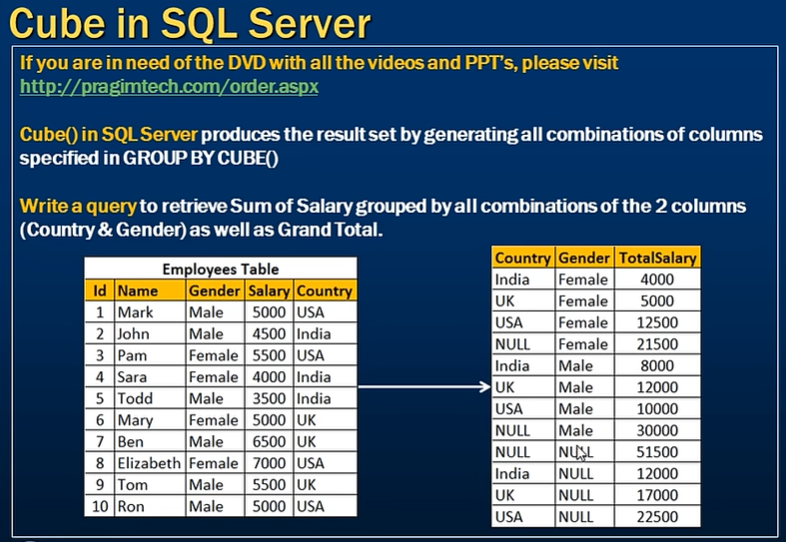 Cube in SQL Server
If you are in need of the DVD with all the videos and PPT's, please visit
http://pragimtech.com/order.aspx
Cube() in SQL Server produces the result set by generating all combinations of columns
specified in GROUP BY CUBE()
Write a query to retrieve Sum of Salary grouped by all combinations of the 2 columns
(Country & Gender) as well as Grand Total.
Employees Table
Id Name Gender Salary Country
1 Mark Male 5000 USA
2 John Male 4500 India
3 Pam Female 5500 USA
4 Sara Female 4000 India
5 Todd Male 3500 India
6 Mary Female 5000 UK
7 Ben Male 6500 UK
8 Elizabeth Female 7000 USA
9 Tom Male 5500 UK
10 Ron Male 5000 USA
Country Gender TotalSalary
India Female 4000
UK Female 5000
USA Female 12500
NULL Female 21500
India Male 8000
UK Male 12000
USA Male 10000
NULL Male 30000
NULL NULL 51500
India NULL 12000
UK NULL 17000
USA NULL 22500